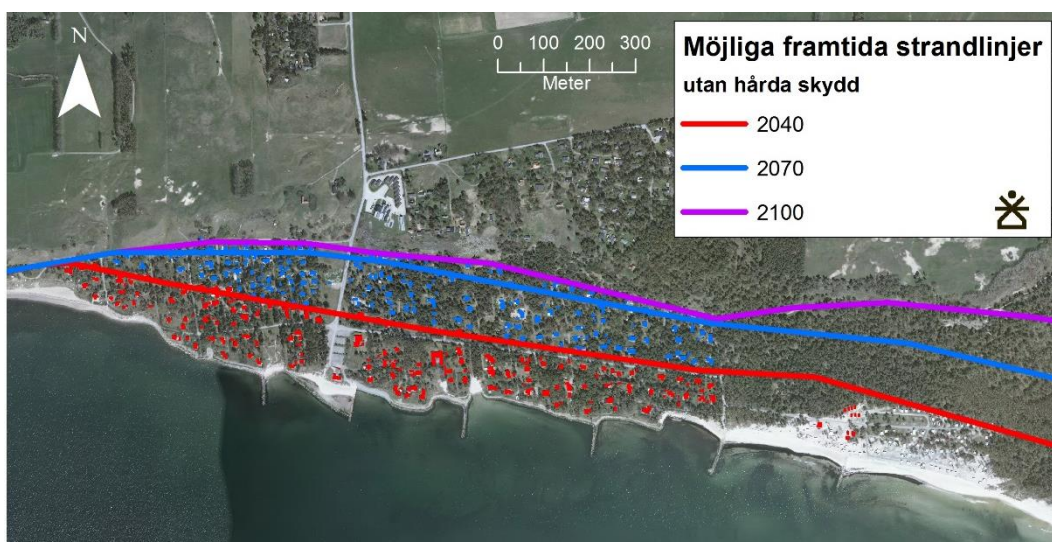 N
0 100 200 300
Meter
Möjliga framtida strandlinjer
utan hårda skydd
2040
2070
2100